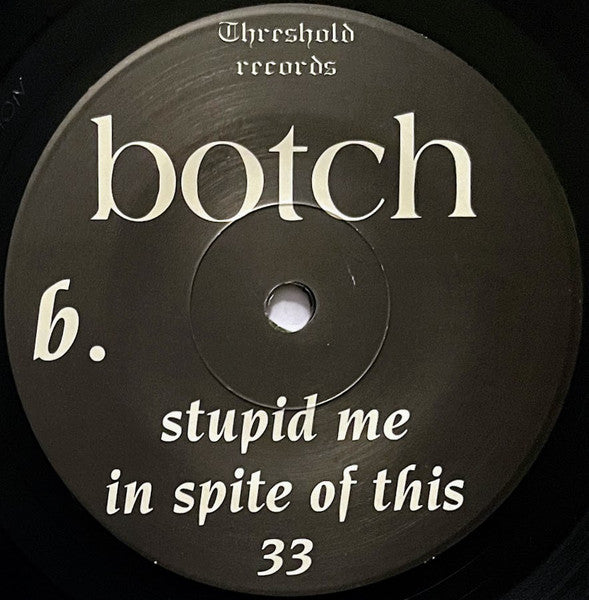 Threshold
records
botch
b.
stupid me
in spite of this
33